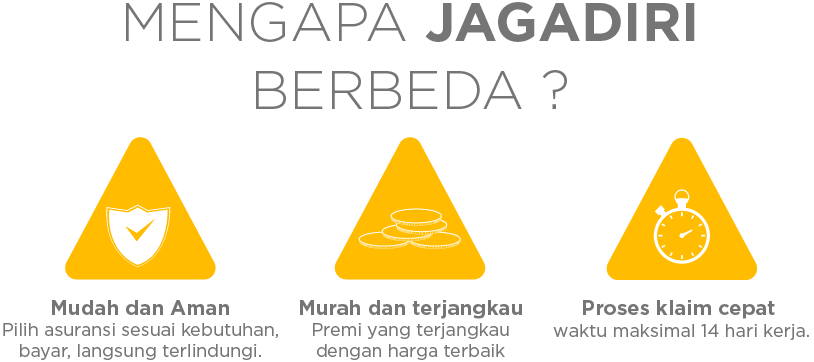 MENGAPA JAGADIRI
BERBEDA ?
Mudah dan Aman
Pilih asuransi sesuai kebutuhan,
bayar, langsung terlindungi.
Murah dan terjangkau
Premi yang terjangkau
dengan harga terbaik
Proses klaim cepat
waktu maksimal 14 hari kerja.